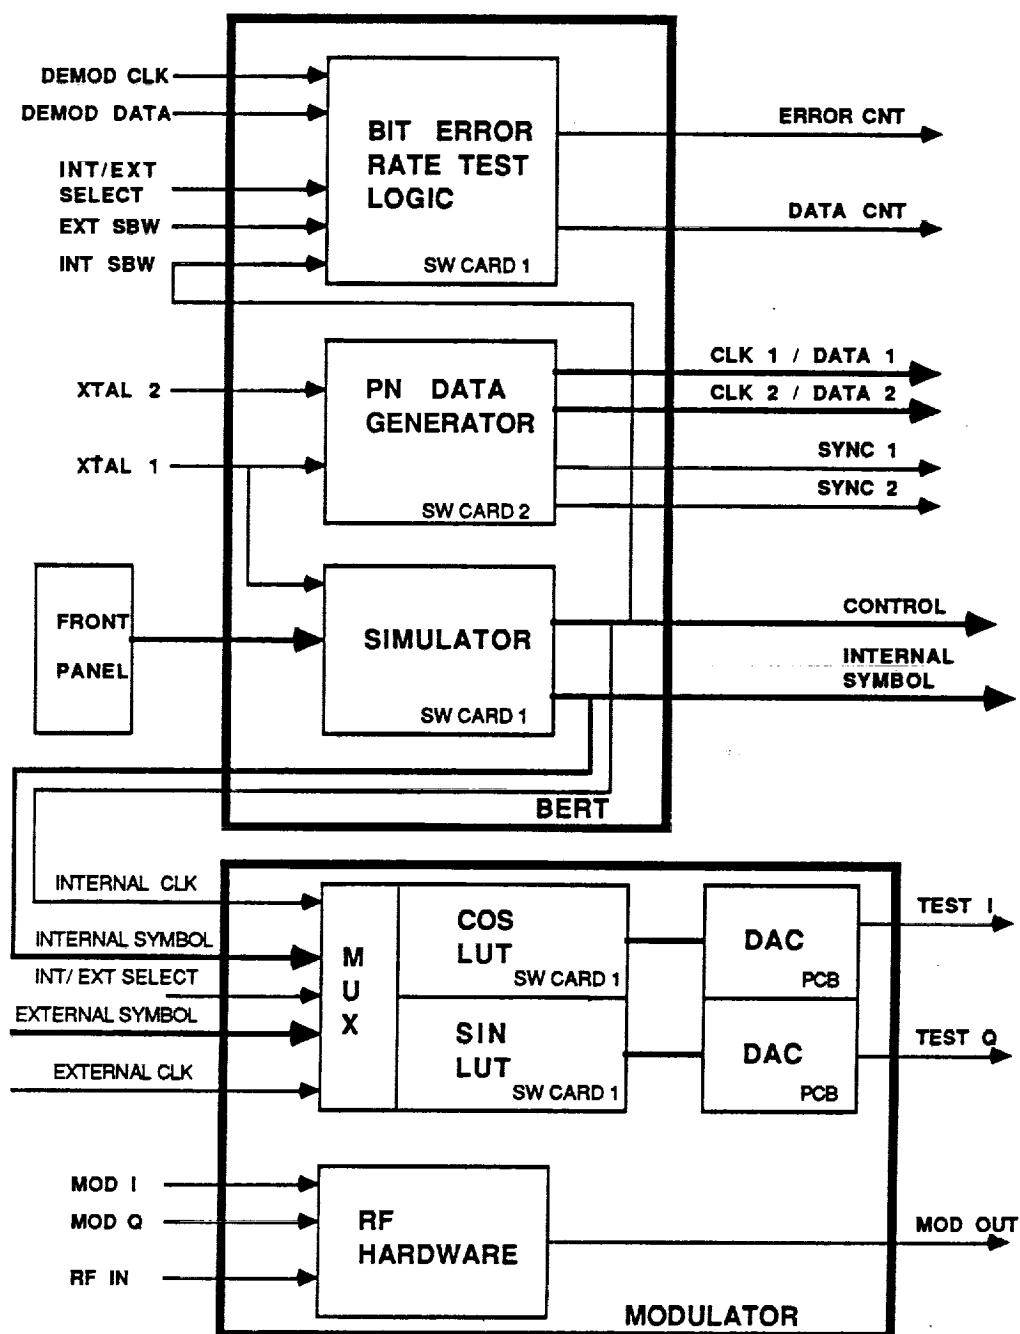 DEMOD CLK
DEMOD DATA
INT/EXT
SELECT
EXT SBW
INT SBW
BIT ERROR
RATE TEST
LOGIC
SW CARD 1
ERROR CNT
DATA CNT
XTAL 2
XTAL 1
PN DATA
GENERATOR
SW CARD 2
CLK 1 / DATA 1
CLK 2 / DATA 2
SYNC 1
SYNC 2
FRONT
PANEL
SIMULATOR
SW CARD 1
CONTROL
INTERNAL
SYMBOL
BERT
INTERNAL CLK
INTERNAL SYMBOL
INT/ EXT SELECT
EXTERNAL SYMBOL
EXTERNAL CLK
M
U
X
COS
LUT
SW CARD 1
SIN
LUT
SW CARD 1
DAC
PCB
DAC
PCB
TEST I
TEST Q
MOD I
MOD Q
RF IN
RF
HARDWARE
MOD OUT
MODULATOR